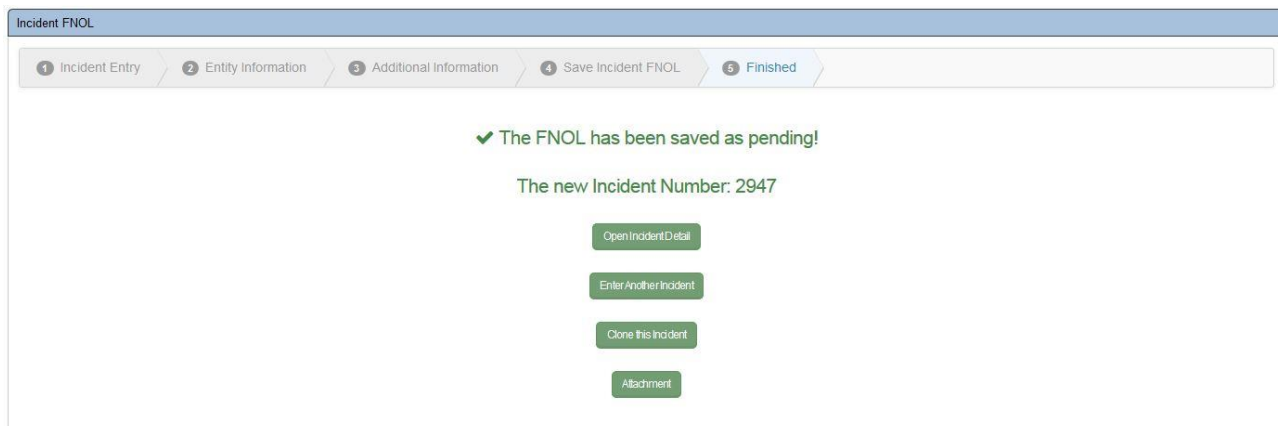 Incident FNOL
1 Incident Entry 2 Entity Information 3 Additional Information 4 Save Incident FNOL 5 Finished
The FNOL has been saved as pending!
The new Incident Number: 2947
Open Incident Detail
Enter Another Incident
Clone this Incident
Attachment